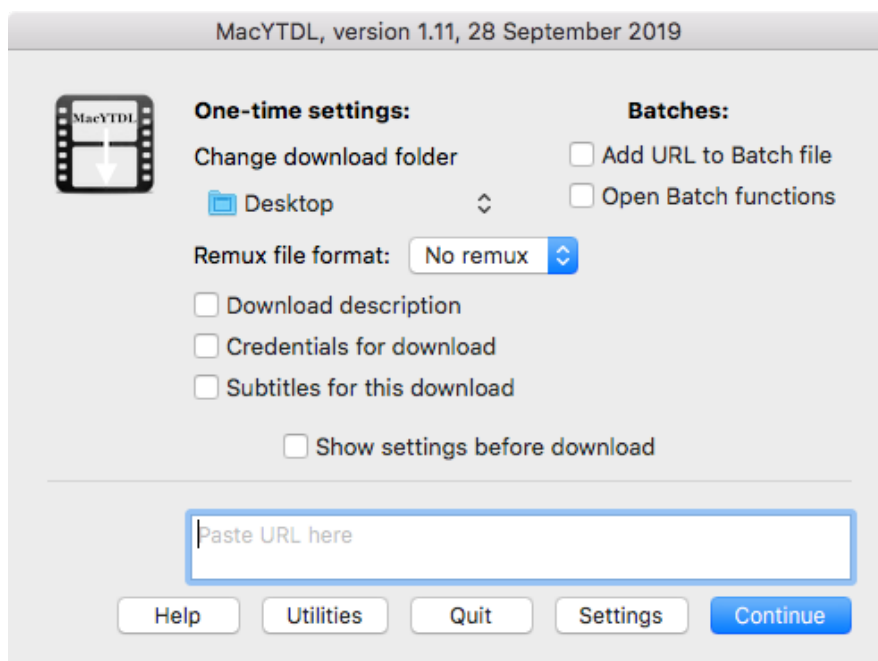 MacYTDL, version 1.11, 28 September 2019
MacYTDL
One-time settings:
Batches:
Change download folder
Add URL to Batch file
Desktop
Open Batch functions
Remux file format: No remux
Download description
Credentials for download
Subtitles for this download
Show settings before download
Paste URL here
Help Utilities Quit Settings Continue